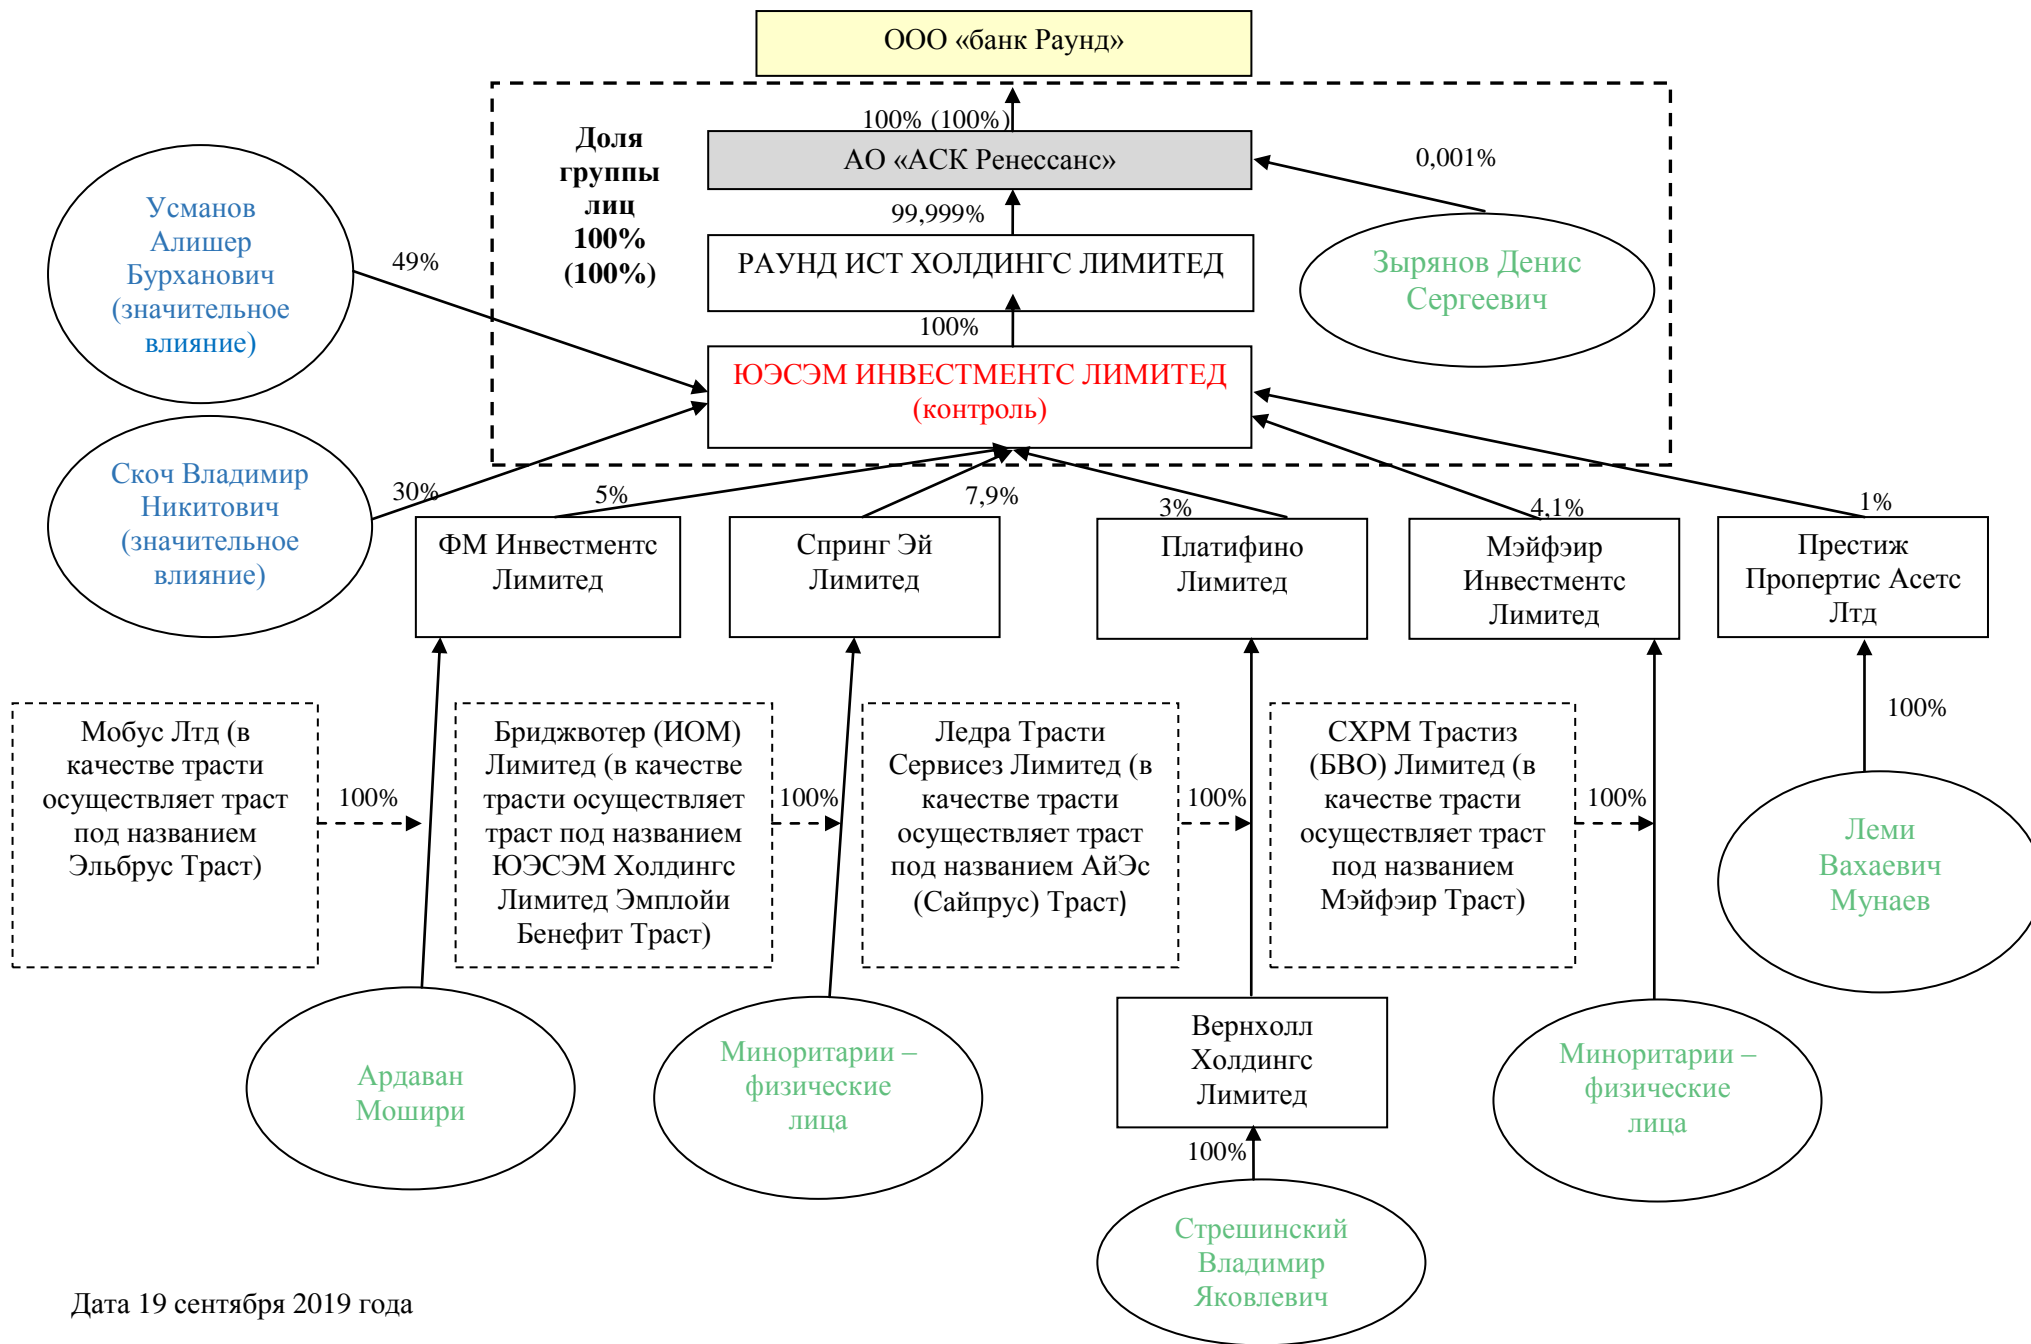 ООО «банк Раунд»
100% (100%)
Доля
группы
лиц
100%
(100%)
АО «АСК Ренессанс»
0,001%
99,999%
РАУНД ИСТ ХОЛДИНГС ЛИМИТЕД
Зырянов Денис
Сергеевич
100%
ЮЭСЭМ ИНВЕСТМЕНТС ЛИМИТЕД
(контроль)
Усманов
Алишер
Бурханович
(значительное
влияние)
49%
Скоч Владимир
Никитович
(значительное
влияние)
30%
5%
7,9%
3%
4,1%
1%
ФМ Инвестментс
Лимитед
Спринг Эй
Лимитед
Платифино
Лимитед
Мэйфэир
Инвестментс
Лимитед
Престиж
Пропертис Асетс
Лтд
Мобус Лтд (в
качестве трасти
осуществляет траст
под названием
Эльбрус Траст)
100%
Бриджвотер (ИОМ)
Лимитед (в качестве
трасти осуществляет
траст под названием
ЮЭСЭМ Холдингс
Лимитед Эмплойи
Бенефит Траст)
100%
Ледра Трасти
Сервисез Лимитед (в
качестве трасти
осуществляет траст
под названием АйЭс
(Сайпрус) Траст)
100%
СХРМ Трастиз
(БВО) Лимитед (в
качестве трасти
осуществляет траст
под названием
Мэйфэир Траст)
100%
100%
Леми
Вахаевич
Мунаев
Ардаван
Мошири
Миноритарии –
физические
лица
Вернхолл
Холдингс
Лимитед
Миноритарии –
физические
лица
100%
Стрешинский
Владимир
Яковлевич
Дата 19 сентября 2019 года